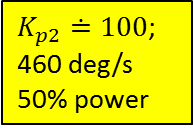 K_{p2} ≐ 100;
460 deg/s
50% power